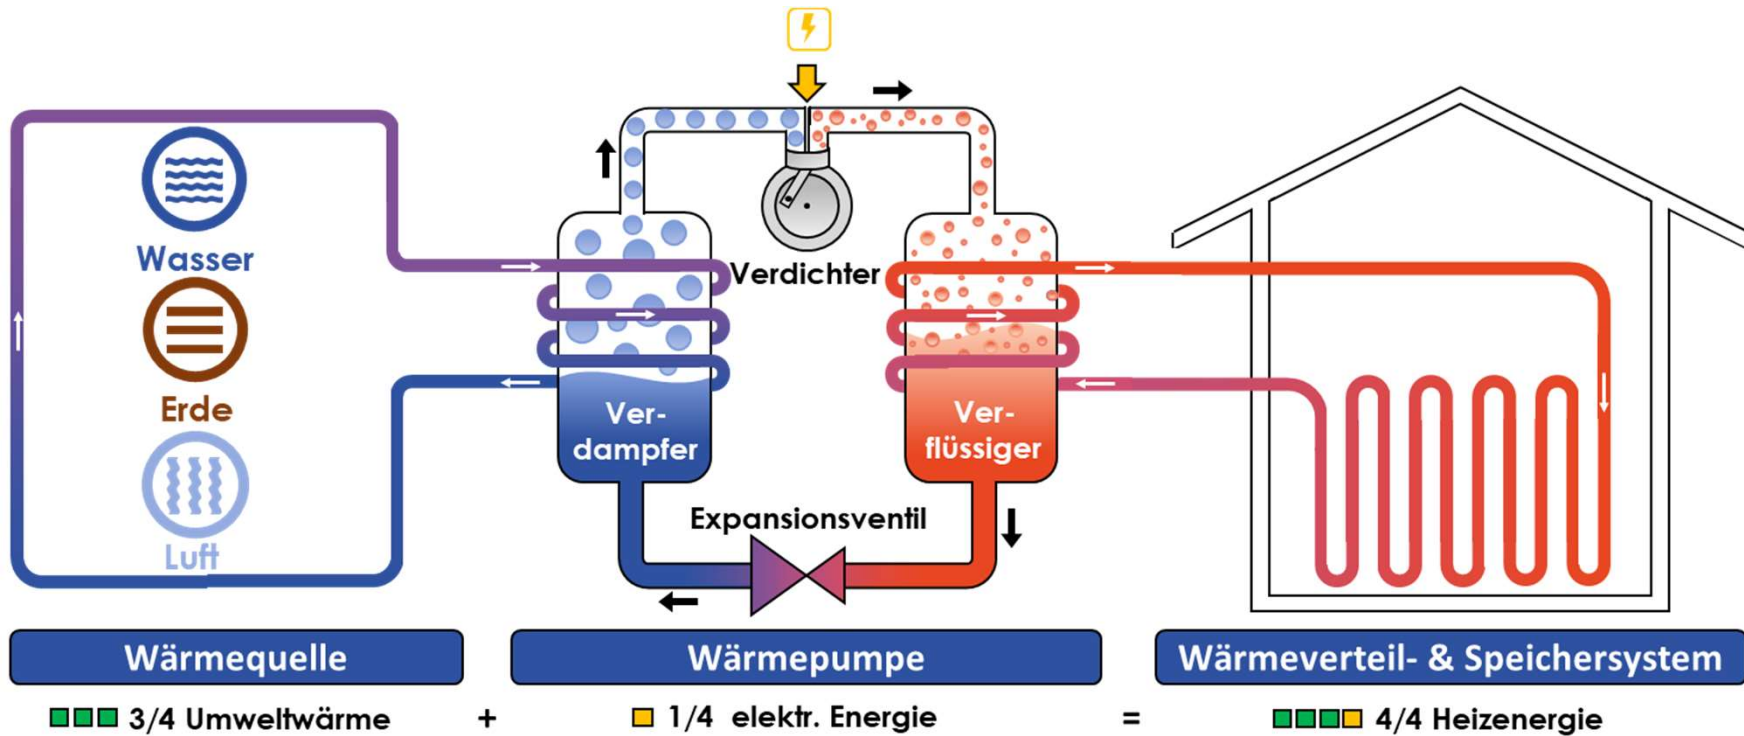 Wasser
Erde
Luft
Verdichter
Ver-
dampfer
Ver-
flüssiger
Expansionsventil
Wärmequelle
Wärmepumpe
Wärmeverteil- & Speichersystem
3/4 Umweltwärme + 1/4 elektr. Energie = 4/4 Heizenergie